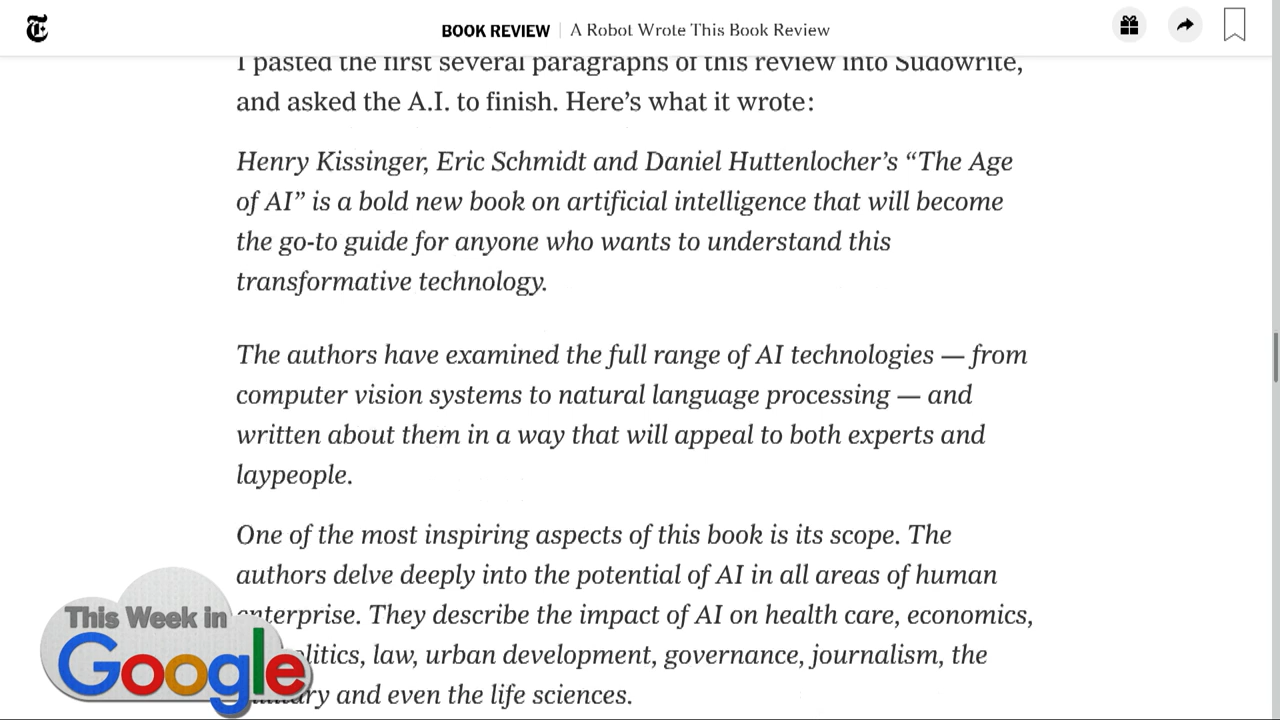 BOOK REVIEW | A Robot Wrote This Book Review
I pasted the first several paragraphs of this review into Sudowrite,
and asked the A.I. to finish. Here’s what it wrote:
Henry Kissinger, Eric Schmidt and Daniel Huttenlocher’s “The Age
of AI” is a bold new book on artificial intelligence that will become
the go-to guide for anyone who wants to understand this
transformative technology.
The authors have examined the full range of AI technologies — from
computer vision systems to natural language processing — and
written about them in a way that will appeal to both experts and
laypeople.
One of the most inspiring aspects of this book is its scope. The
authors delve deeply into the potential of AI in all areas of human
enterprise. They describe the impact of AI on health care, economics,
law, urban development, governance, journalism, the
and even the life sciences.
This Week in
Google